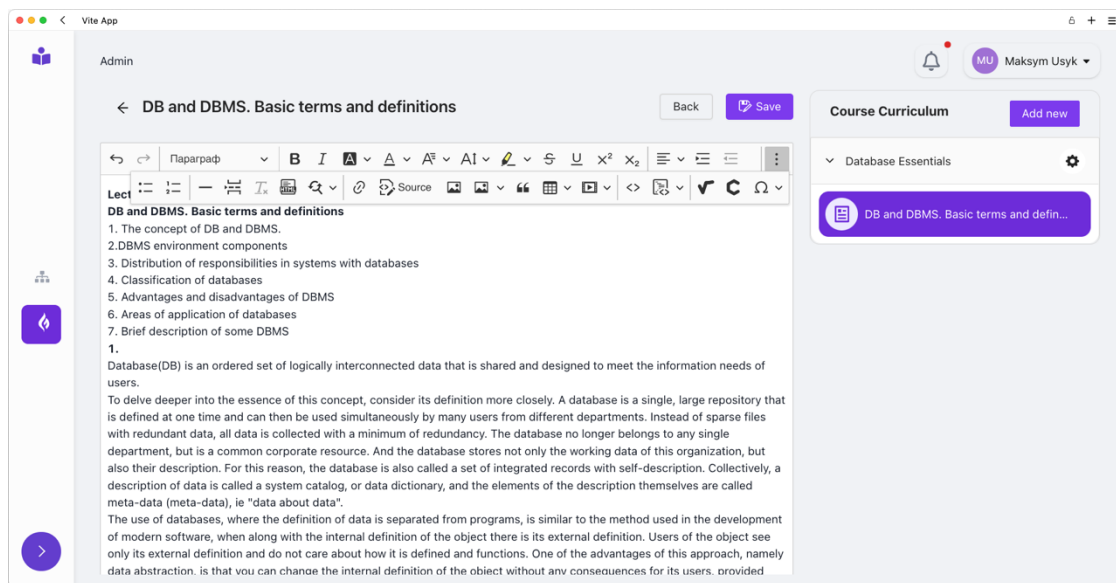 Vite App
Admin
MU Maksym Usyk
DB and DBMS. Basic terms and definitions
Back
Save
Course Curriculum
Add new
Параграф
B I A A A AI S U X² X₂
Source
Database Essentials
DB and DBMS. Basic terms and defin...
Lect
DB and DBMS. Basic terms and definitions
1. The concept of DB and DBMS.
2.DBMS environment components
3. Distribution of responsibilities in systems with databases
4. Classification of databases
5. Advantages and disadvantages of DBMS
6. Areas of application of databases
7. Brief description of some DBMS
1.
Database(DB) is an ordered set of logically interconnected data that is shared and designed to meet the information needs of
users.
To delve deeper into the essence of this concept, consider its definition more closely. A database is a single, large repository that
is defined at one time and can then be used simultaneously by many users from different departments. Instead of sparse files
with redundant data, all data is collected with a minimum of redundancy. The database no longer belongs to any single
department, but is a common corporate resource. And the database stores not only the working data of this organization, but
also their description. For this reason, the database is also called a set of integrated records with self-description. Collectively, a
description of data is called a system catalog, or data dictionary, and the elements of the description themselves are called
meta-data (meta-data), ie "data about data".
The use of databases, where the definition of data is separated from programs, is similar to the method used in the development
of modern software, when along with the internal definition of the object there is its external definition. Users of the object see
only its external definition and do not care about how it is defined and functions. One of the advantages of this approach, namely
data abstraction, is that you can change the internal definition of the object without any consequences for its users, provided